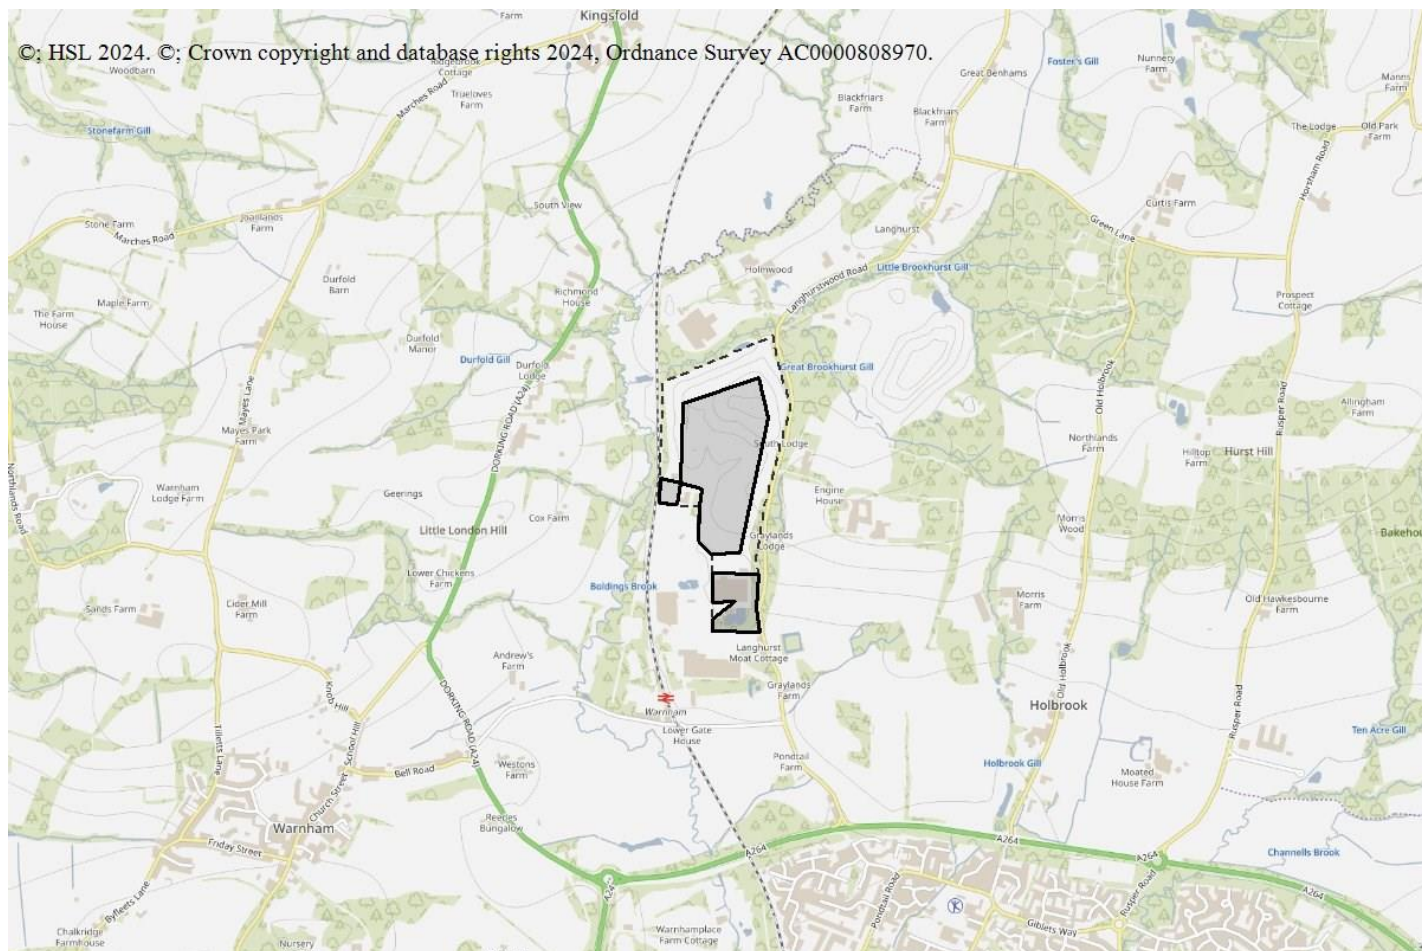 Farm
Kingsfold
©; HSL 2024. ©; Crown copyright and database rights 2024, Ordnance Survey AC0000808970.
Woodbarn
Ridgebrook
Cottage
Foster's Gill
Nunnery
Farm
Great Benhams
Manns
Farm
Marches Road
Trueloves
Farm
Blackfriars
Farm
Blackfriars
Farm
Stonefarm Gill
The Lodge
Old Park
Farm
Horsham Road
South View
Curtis Farm
Stone Farm
Marches Road
Joanlands
Farm
Langhurst
Green Lane
Durfold
Barn
Holmwood
Langhurstwood Road
Little Brookhurst Gill
Richmond
House
Maple Farm
Prospect
Cottage
The Farm
House
Durfold
Manor
Durfold Gill
Durfold
Lodge
Great Brookhurst Gill
Old Holbrook
DORKING ROAD (A24)
Mayes Lane
Mayes Park
Farm
Rusper Road
Allingham
Farm
South Lodge
Northlands
Farm
Hilltop
Farm
Hurst Hill
Northlands Road
Warnham
Lodge Farm
Geerings
Engine
House
Cox Farm
Little London Hill
Morris
Wood
Graylands
Lodge
Lower Chickens
Farm
Boldings Brook
Sands Farm
Cider Mill
Farm
Morris
Farm
Old Hawkesbourne
Farm
Andrew's
Farm
Langhurst
Moat Cottage
Old Holbrook
Knob Hill
DORKING ROAD (A24)
Graylands
Farm
Warnham
Holbrook
Rusper Road
Tilletts Lane
School Hill
Lower Gate
House
Ten Acre Gill
Pondtail
Farm
Bell Road
Westons
Farm
Holbrook Gill
Moated
House Farm
Church Street
Warnham
Reeves
Bungalow
Friday Street
A264
A264
A264
Channells Brook
A24
A264
Byfleets Lane
Pondtail Road
Rusper Road
Giblets Way
Chalkridge
Farmhouse
Nursery
Warnhamplace
Farm Cottage